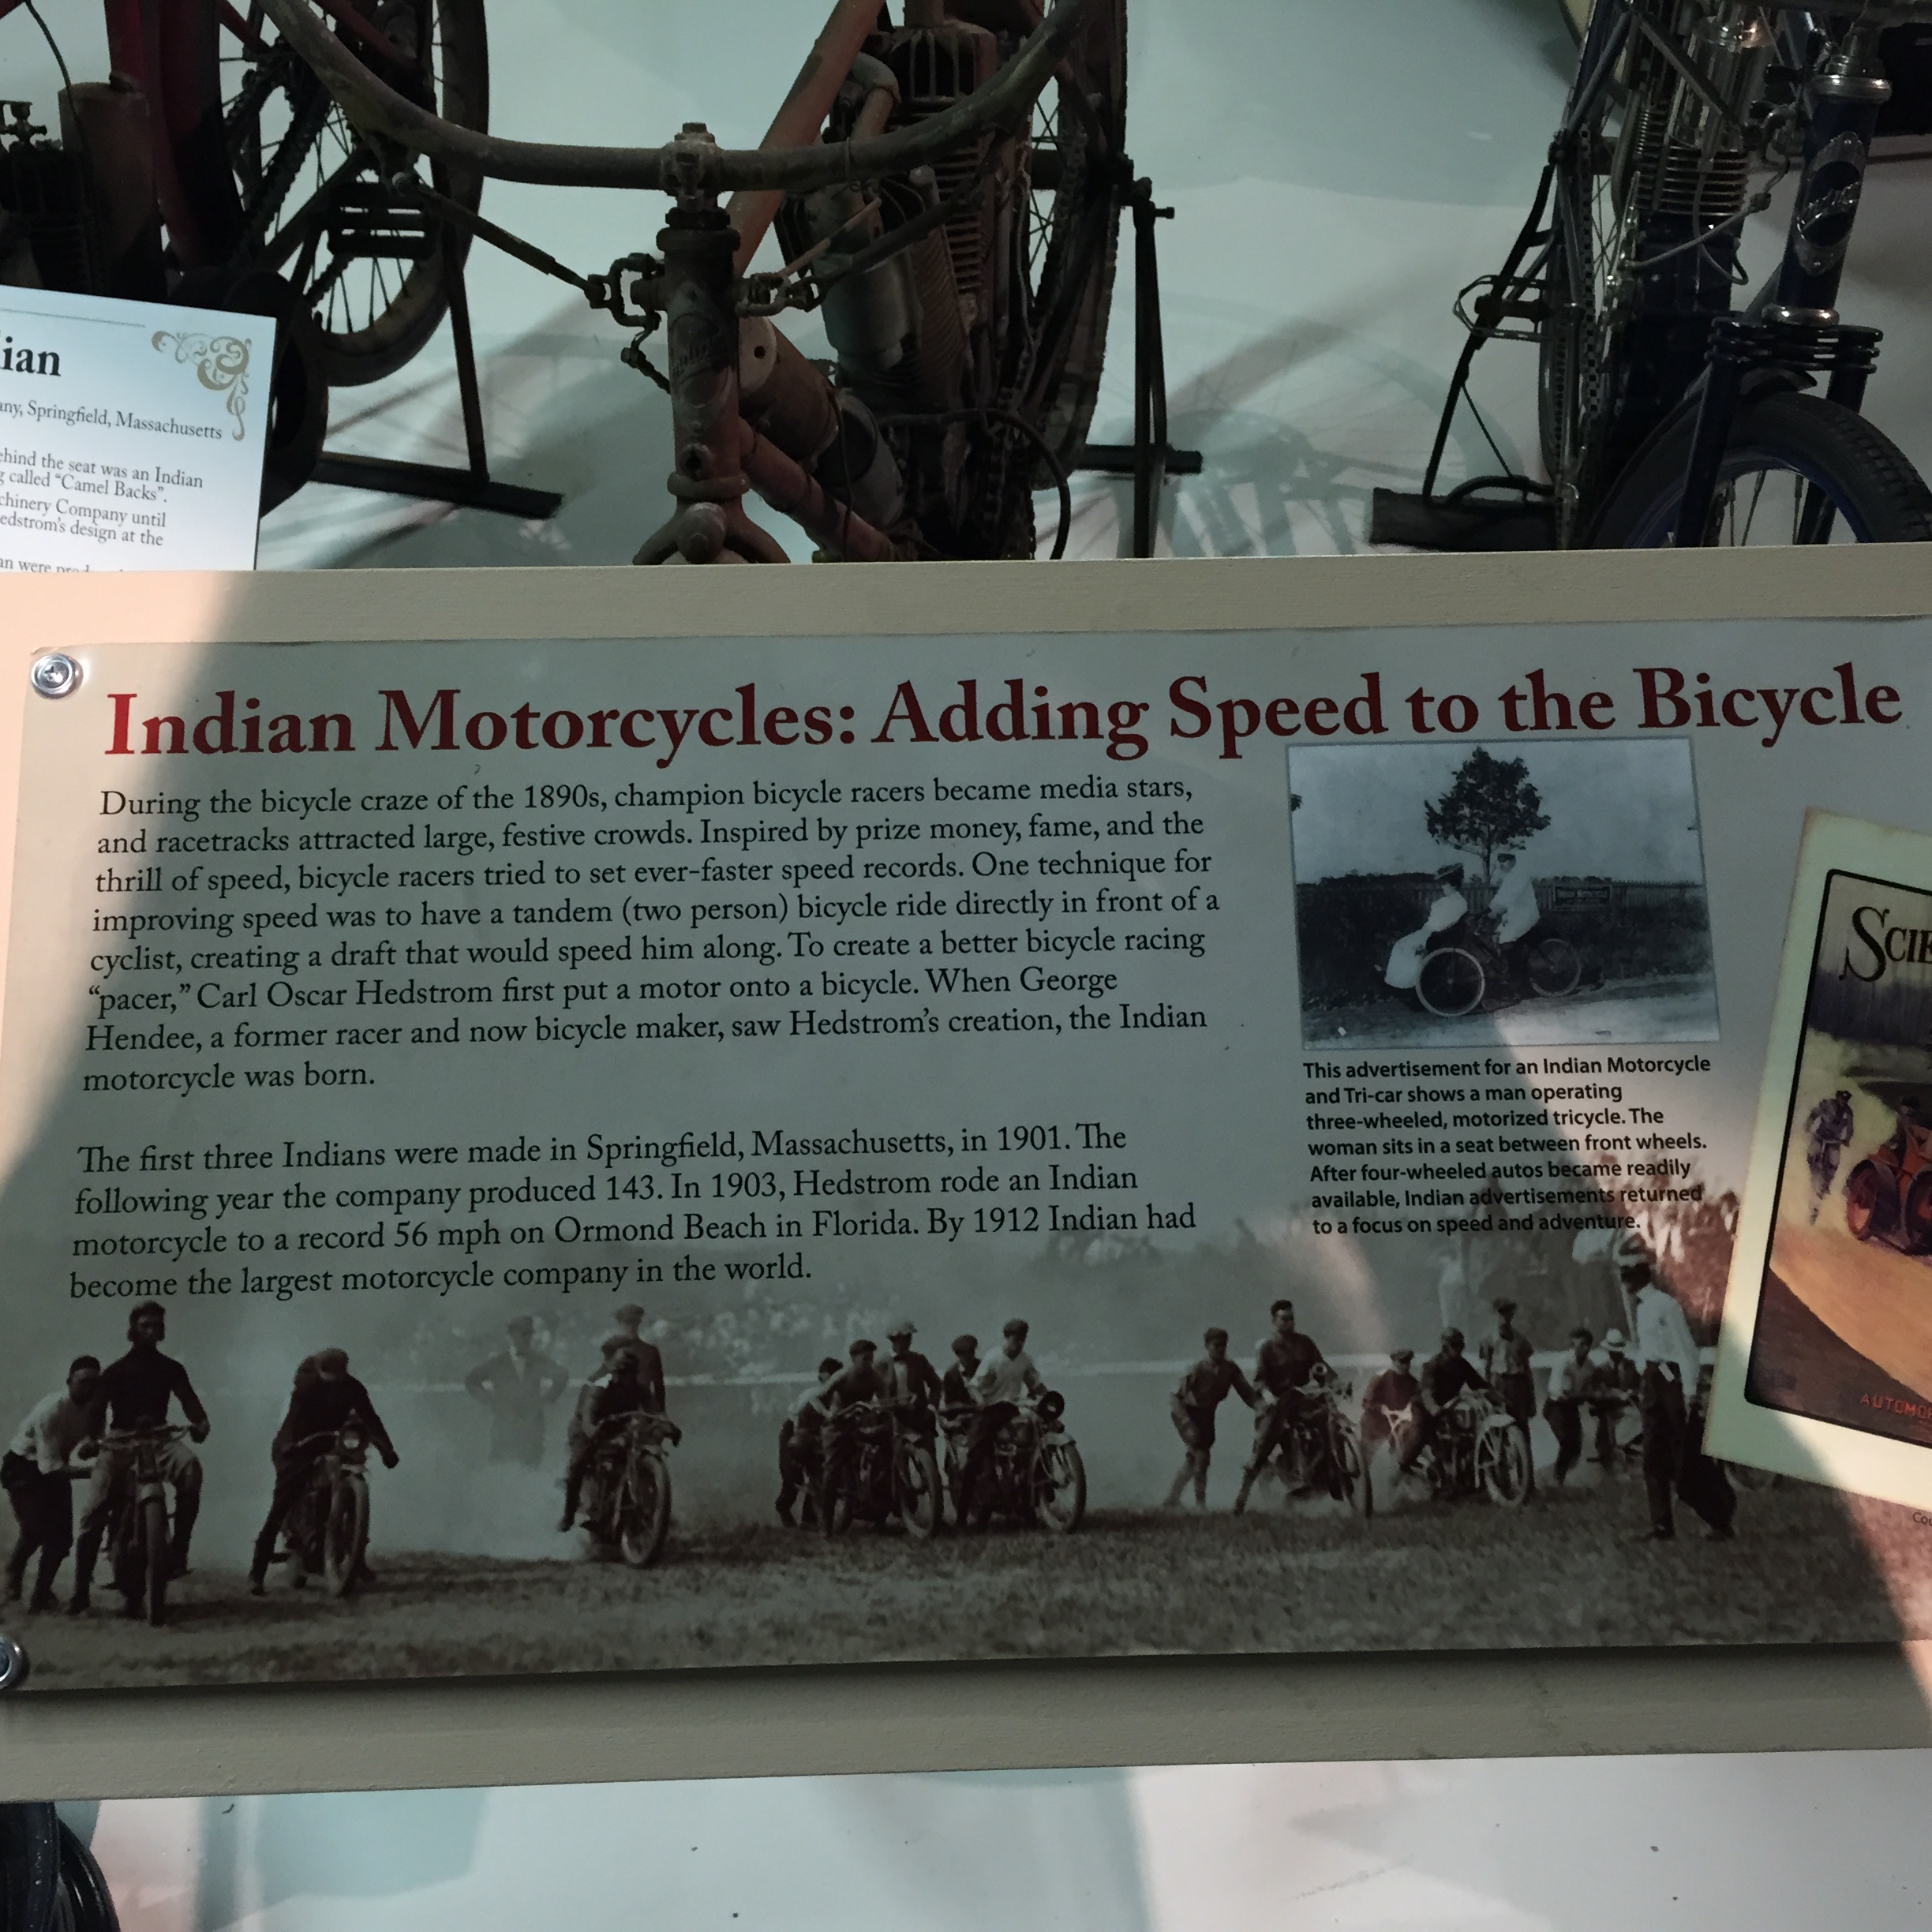 ian
any, Springfield, Massachusetts
ehind the seat was an Indian
g called “Camel Backs”.
chinery Company until
edstrom’s design at the
an were
Indian Motorcycles: Adding Speed to the Bicycle
During the bicycle craze of the 1890s, champion bicycle racers became media stars,
and racetracks attracted large, festive crowds. Inspired by prize money, fame, and the
thrill of speed, bicycle racers tried to set ever-faster speed records. One technique for
improving speed was to have a tandem (two person) bicycle ride directly in front of a
cyclist, creating a draft that would speed him along. To create a better bicycle racing
“pacer,” Carl Oscar Hedstrom first put a motor onto a bicycle. When George
Hendee, a former racer and now bicycle maker, saw Hedstrom’s creation, the Indian
motorcycle was born.
The first three Indians were made in Springfield, Massachusetts, in 1901. The
following year the company produced 143. In 1903, Hedstrom rode an Indian
motorcycle to a record 56 mph on Ormond Beach in Florida. By 1912 Indian had
become the largest motorcycle company in the world.
This advertisement for an Indian Motorcycle
and Tri-car shows a man operating
three-wheeled, motorized tricycle. The
woman sits in a seat between front wheels.
After four-wheeled autos became readily
available, Indian advertisements returned
to a focus on speed and adventure.
SCIE
AUTOMO
Cou